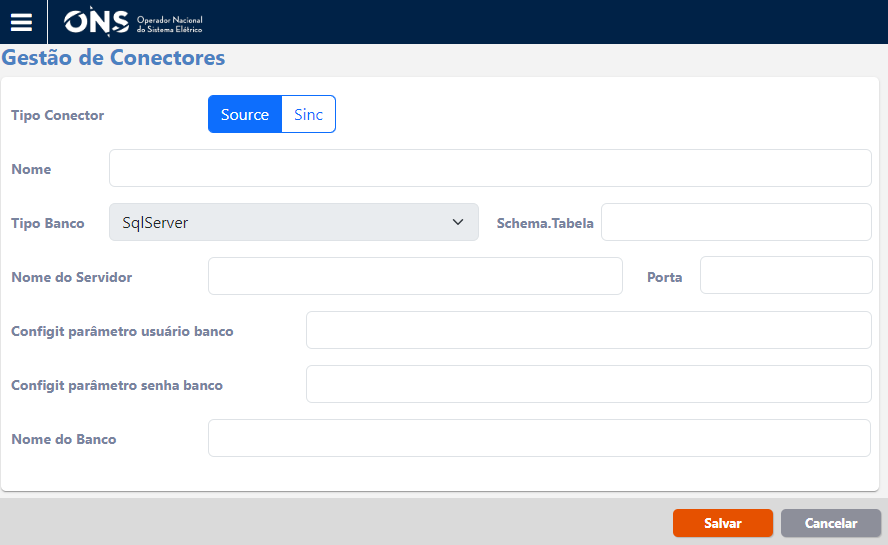 ONS Operador Nacional
do Sistema Elétrico
Gestão de Conectores
Tipo Conector Source Sinc
Nome
Tipo Banco SqlServer Schema.Tabela
Nome do Servidor Porta
Configit parâmetro usuário banco
Configit parâmetro senha banco
Nome do Banco
Salvar Cancelar